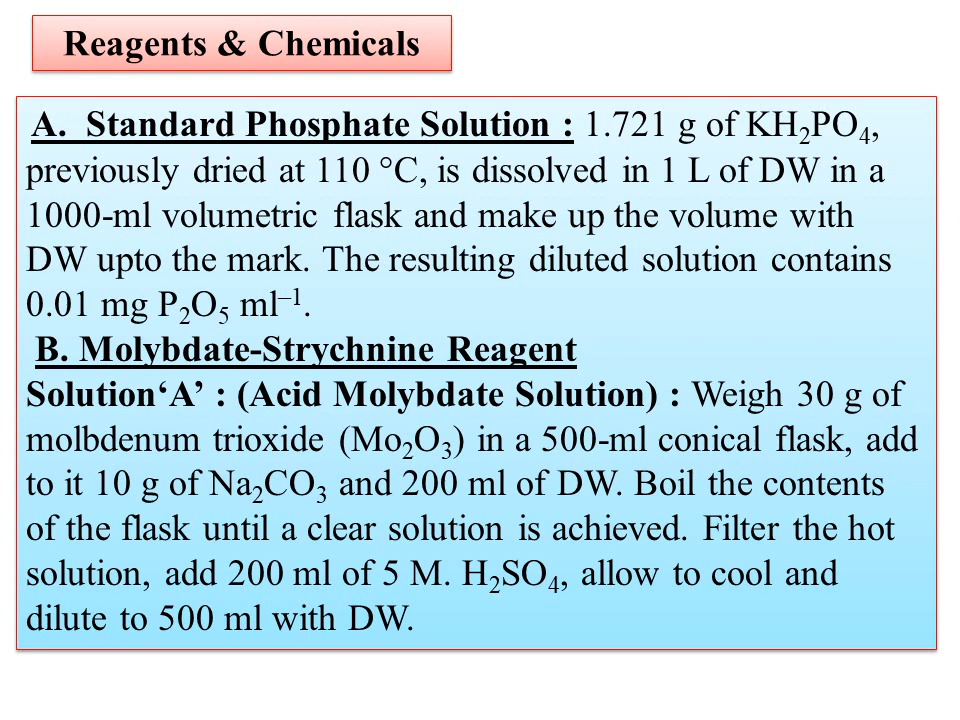 Reagents & Chemicals
A. Standard Phosphate Solution : 1.721 g of KH₂PO₄,
previously dried at 110 °C, is dissolved in 1 L of DW in a
1000-ml volumetric flask and make up the volume with
DW upto the mark. The resulting diluted solution contains
0.01 mg P₂O₅ ml⁻¹.
B. Molybdate-Strychnine Reagent
Solution‘A’ : (Acid Molybdate Solution) : Weigh 30 g of
molbdenum trioxide (Mo₂O₃) in a 500-ml conical flask, add
to it 10 g of Na₂CO₃ and 200 ml of DW. Boil the contents
of the flask until a clear solution is achieved. Filter the hot
solution, add 200 ml of 5 M. H₂SO₄, allow to cool and
dilute to 500 ml with DW.